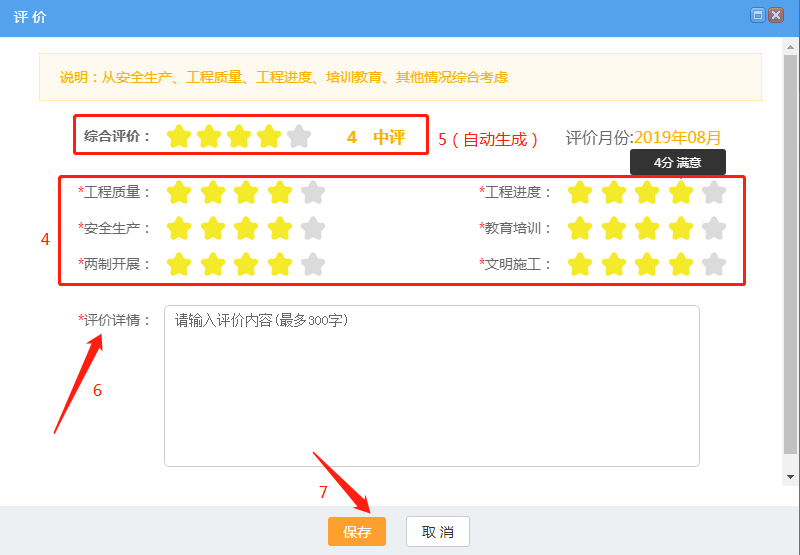 评 价
说明：从安全生产、工程质量、工程进度、培训教育、其他情况综合考虑
综合评价： 4 中评 5（自动生成） 评价月份:2019年08月
4分 满意
*工程质量： *工程进度：
4 *安全生产： *教育培训：
*两制开展： *文明施工：
*评价详情： 请输入评价内容(最多300字)
6
7
保存 取 消